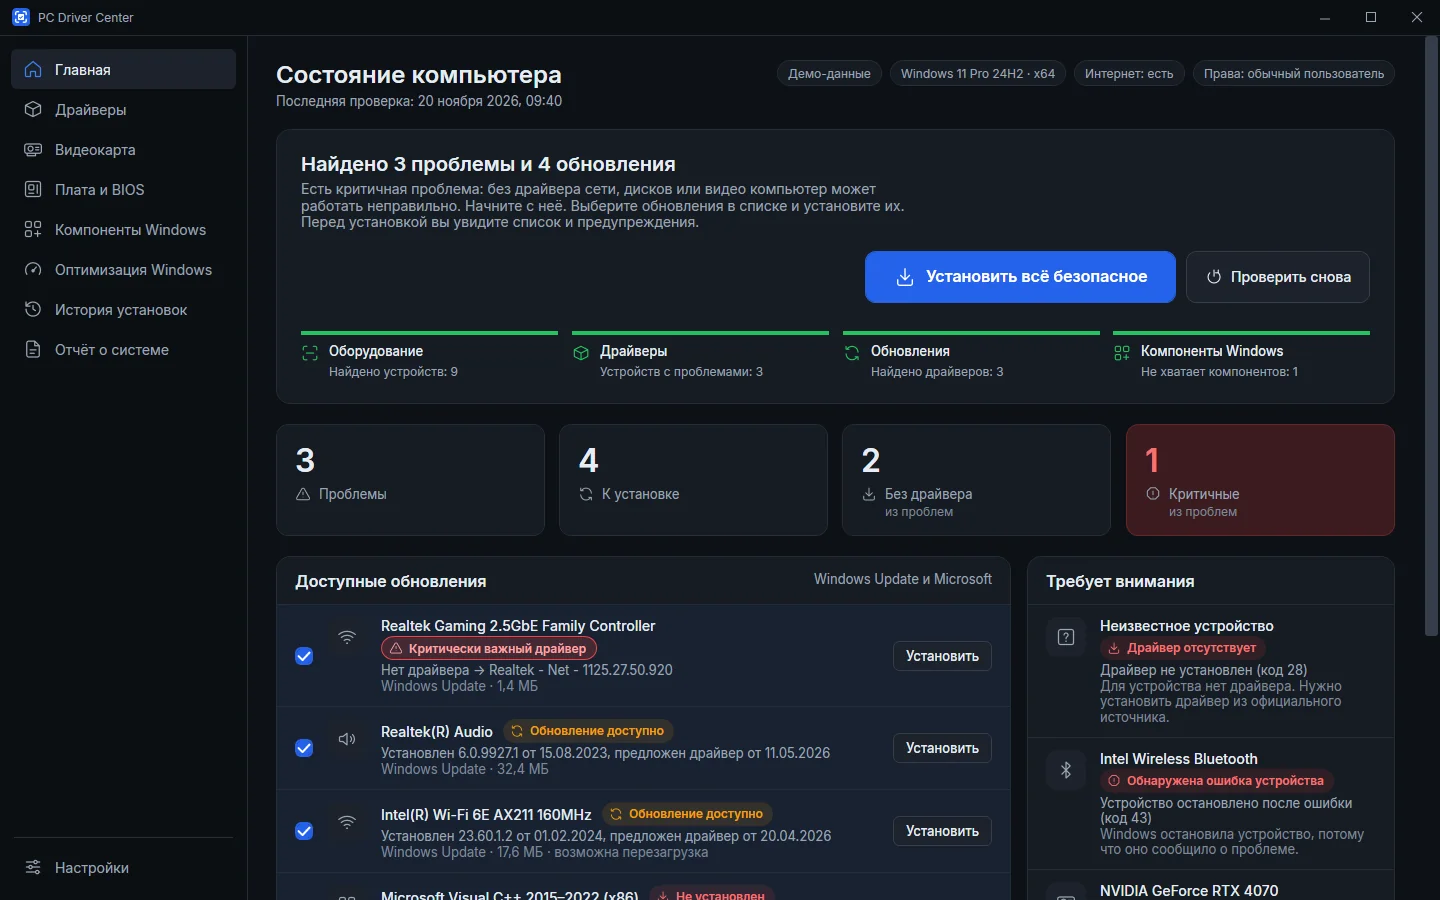 PC Driver Center
Главная
Драйверы
Видеокарта
Плата и BIOS
Компоненты Windows
Оптимизация Windows
История установок
Отчёт о системе
Настройки
Состояние компьютера
Последняя проверка: 20 ноября 2026, 09:40
Демо-данные
Windows 11 Pro 24H2 · x64
Интернет: есть
Права: обычный пользователь
Найдено 3 проблемы и 4 обновления
Есть критичная проблема: без драйвера сети, дисков или видео компьютер может
работать неправильно. Начните с неё. Выберите обновления в списке и установите их.
Перед установкой вы увидите список и предупреждения.
Установить всё безопасное
Проверить снова
Оборудование
Найдено устройств: 9
Драйверы
Устройств с проблемами: 3
Обновления
Найдено драйверов: 3
Компоненты Windows
Не хватает компонентов: 1
3
Проблемы
4
К установке
2
Без драйвера
из проблем
1
Критичные
из проблем
Доступные обновления
Windows Update и Microsoft
Realtek Gaming 2.5GbE Family Controller
Критически важный драйвер
Нет драйвера → Realtek - Net - 1125.27.50.920
Windows Update · 1,4 МБ
Установить
Realtek(R) Audio
Обновление доступно
Установлен 6.0.9927.1 от 15.08.2023, предложен драйвер от 11.05.2026
Windows Update · 32,4 МБ
Установить
Intel(R) Wi-Fi 6E AX211 160MHz
Обновление доступно
Установлен 23.60.1.2 от 01.02.2024, предложен драйвер от 20.04.2026
Windows Update · 17,6 МБ · возможна перезагрузка
Установить
Microsoft Visual C++ 2015–2022 (x86)
Не установлен
Требует внимания
Неизвестное устройство
Драйвер отсутствует
Драйвер не установлен (код 28)
Для устройства нет драйвера. Нужно
установить драйвер из официального
источника.
Intel Wireless Bluetooth
Обнаружена ошибка устройства
Устройство остановлено после ошибки
(код 43)
Windows остановила устройство, потому
что оно сообщило о проблеме.
NVIDIA GeForce RTX 4070